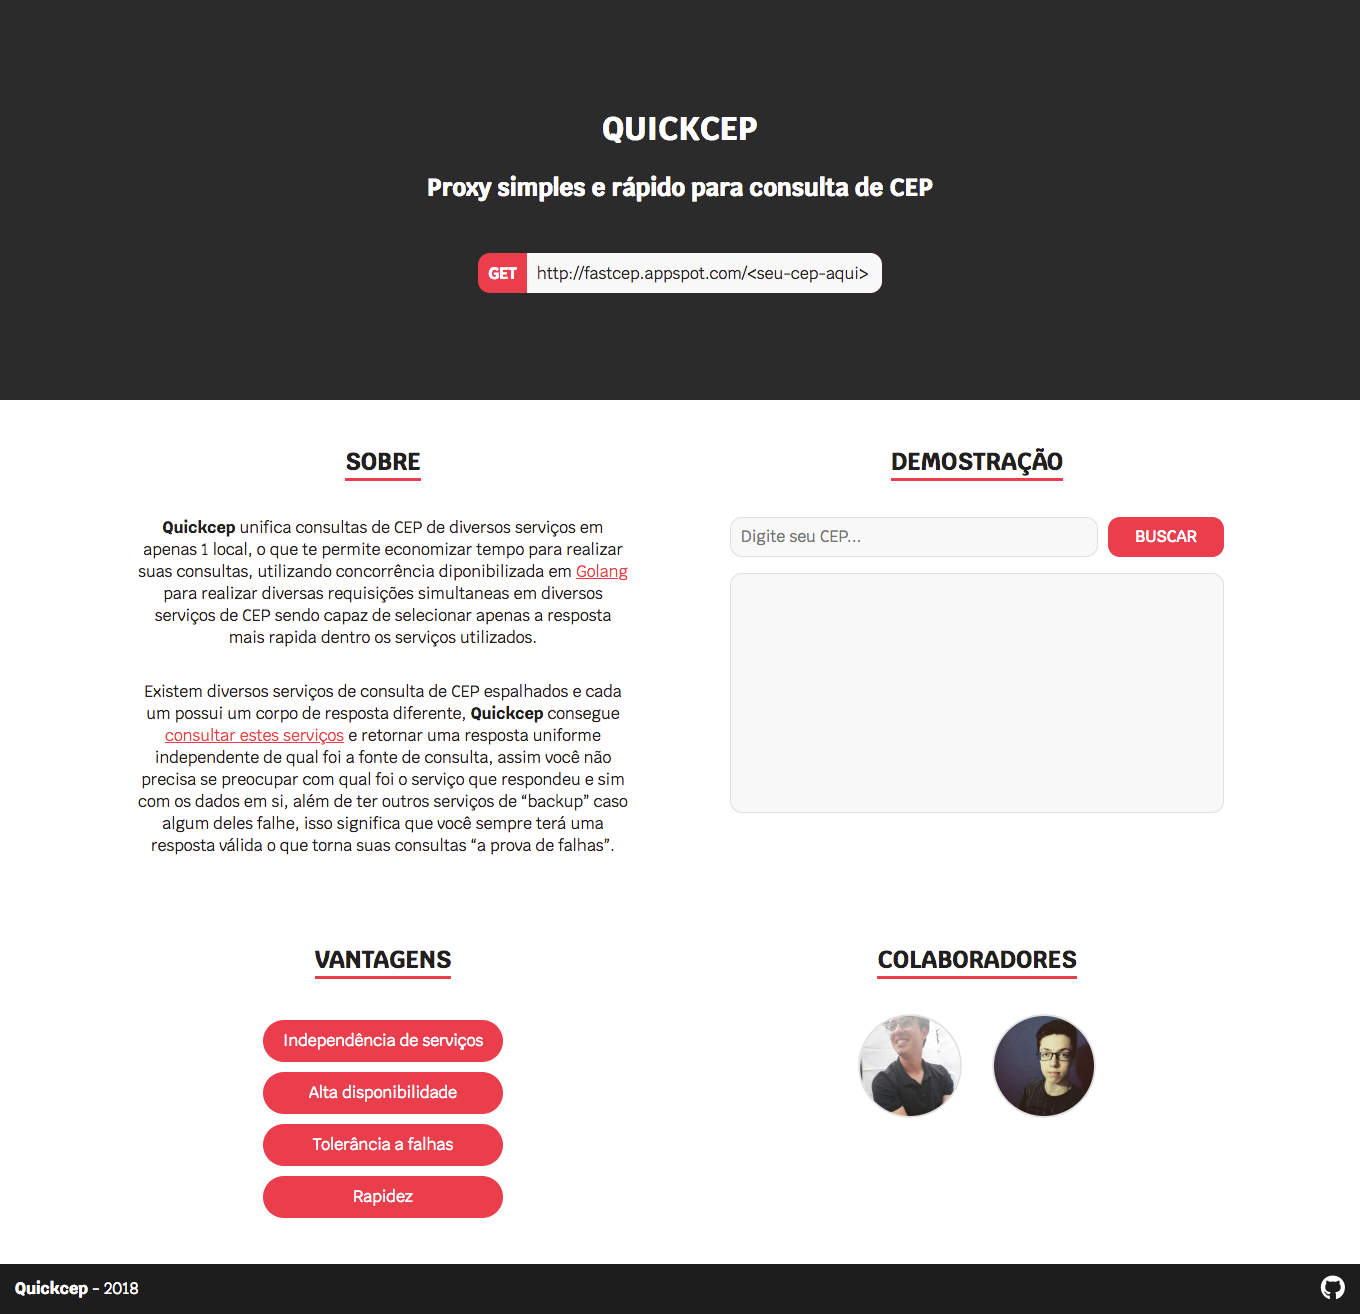 QUICKCEP
Proxy simples e rápido para consulta de CEP
GET http://fastcep.appspot.com/<seu-cep-aqui>
SOBRE
Quickcep unifica consultas de CEP de diversos serviços em
apenas 1 local, o que te permite economizar tempo para realizar
suas consultas, utilizando concorrência diponibilizada em Golang
para realizar diversas requisições simultaneas em diversos
serviços de CEP sendo capaz de selecionar apenas a resposta
mais rapida dentro os serviços utilizados.
Existem diversos serviços de consulta de CEP espalhados e cada
um possui um corpo de resposta diferente, Quickcep consegue
consultar estes serviços e retornar uma resposta uniforme
independente de qual foi a fonte de consulta, assim você não
precisa se preocupar com qual foi o serviço que respondeu e sim
com os dados em si, além de ter outros serviços de “backup” caso
algum deles falhe, isso significa que você sempre terá uma
resposta válida o que torna suas consultas “a prova de falhas”.
DEMOSTRAÇÃO
Digite seu CEP...
BUSCAR
VANTAGENS
Independência de serviços
Alta disponibilidade
Tolerância a falhas
Rapidez
COLABORADORES
Quickcep - 2018